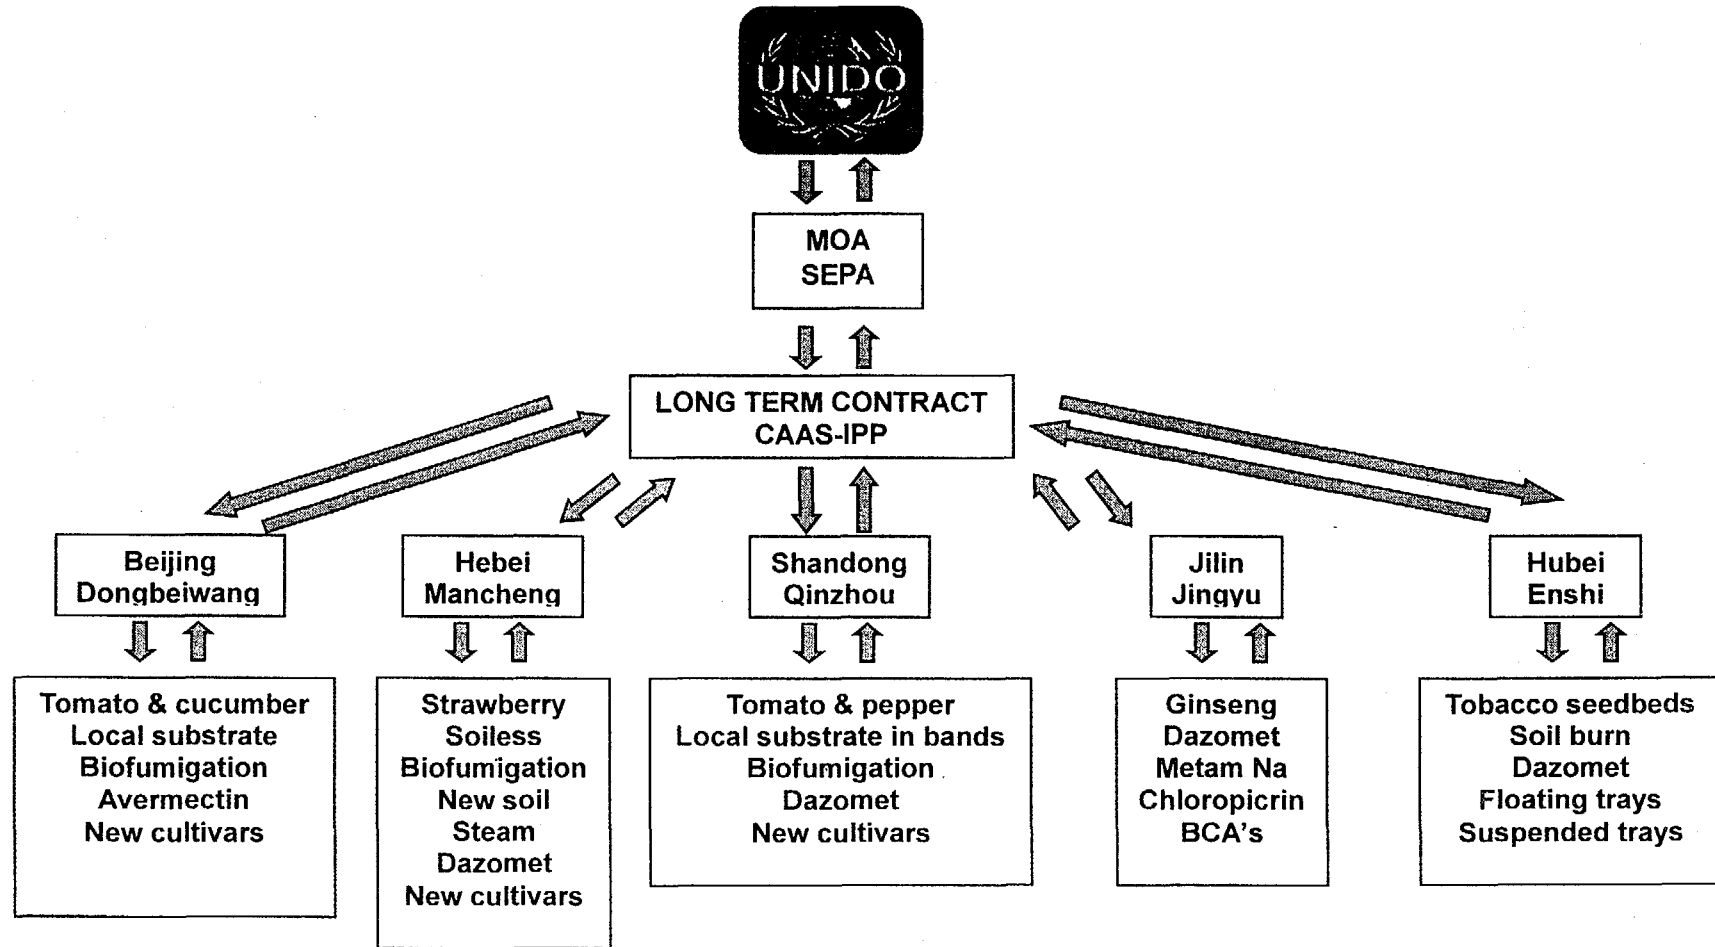 UNIDO
MOA
SEPA
LONG TERM CONTRACT
CAAS-IPP
Beijing
Dongbeiwang
Hebei
Mancheng
Shandong
Qinzhou
Jilin
Jingyu
Hubei
Enshi
Tomato & cucumber
Local substrate
Biofumigation
Avermectin
New cultivars
Strawberry
Soiless
Biofumigation
New soil
Steam
Dazomet
New cultivars
Tomato & pepper
Local substrate in bands
Biofumigation
Dazomet
New cultivars
Ginseng
Dazomet
Metam Na
Chloropicrin
BCA's
Tobacco seedbeds
Soil burn
Dazomet
Floating trays
Suspended trays